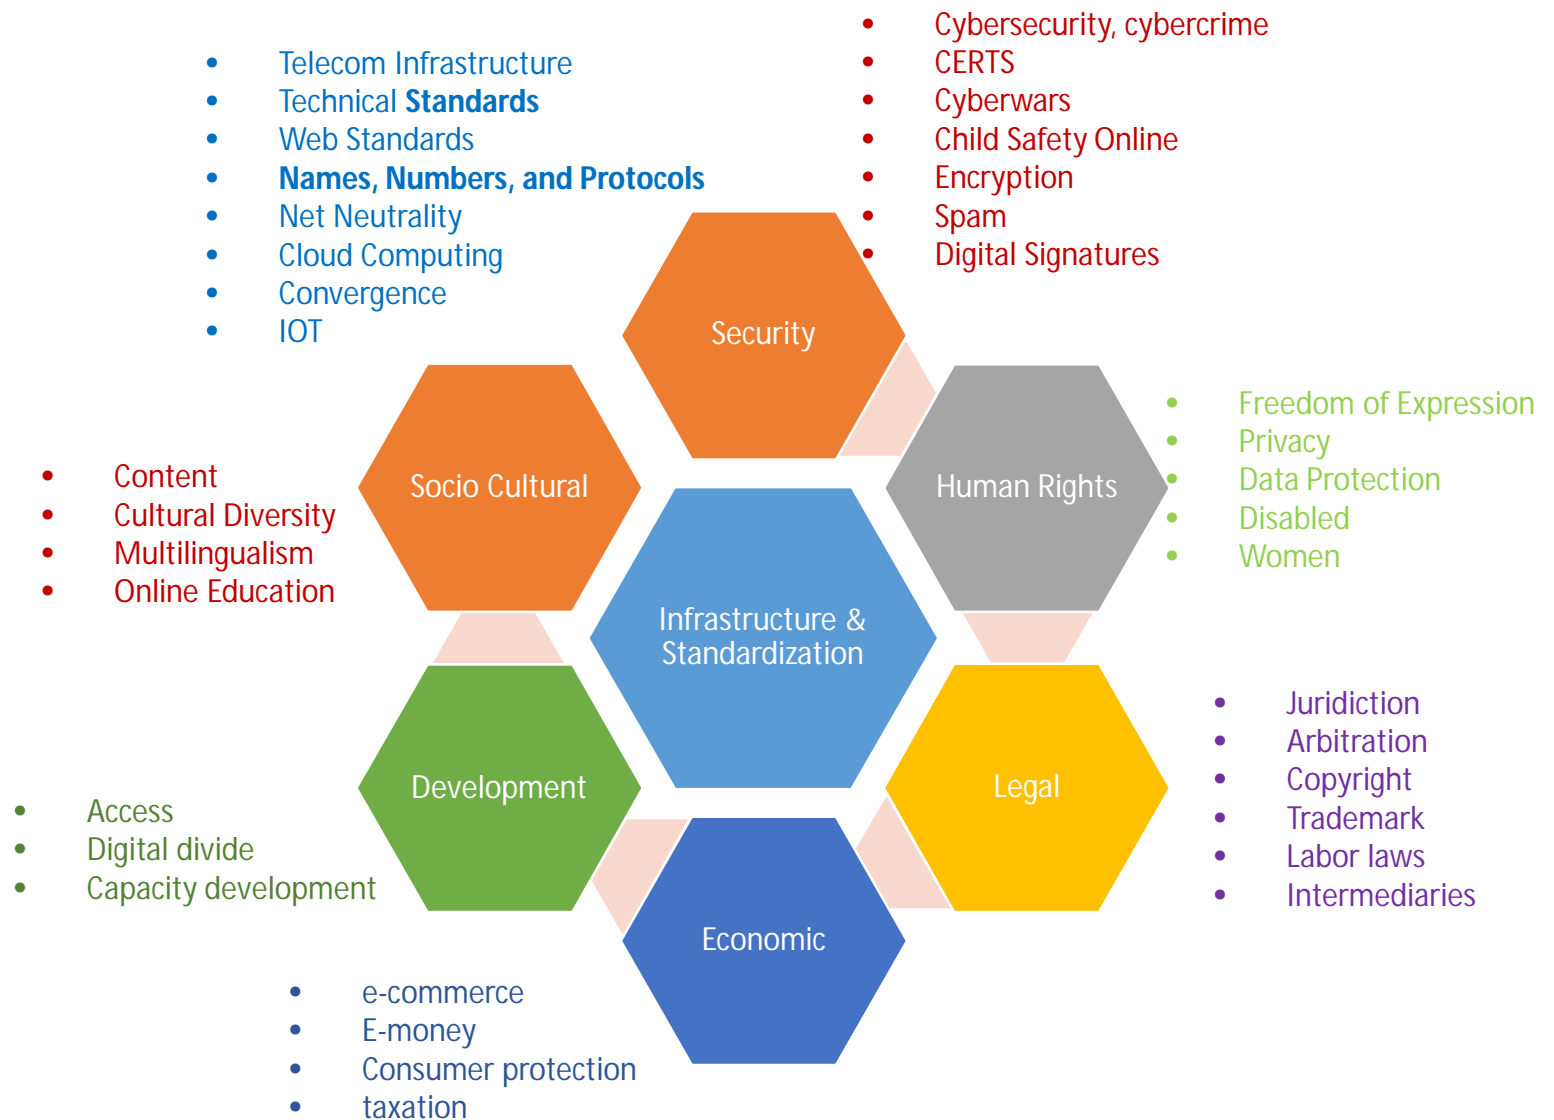 • Cybersecurity, cybercrime
• CERTS
• Cyberwars
• Child Safety Online
• Encryption
• Spam
• Digital Signatures
• Telecom Infrastructure
• Technical Standards
• Web Standards
• Names, Numbers, and Protocols
• Net Neutrality
• Cloud Computing
• Convergence
• IOT
Security
Socio Cultural
Human Rights
Infrastructure &
Standardization
Development
Legal
Economic
• Freedom of Expression
• Privacy
• Data Protection
• Disabled
• Women
• Content
• Cultural Diversity
• Multilingualism
• Online Education
• Juridiction
• Arbitration
• Copyright
• Trademark
• Labor laws
• Intermediaries
• Access
• Digital divide
• Capacity development
• e-commerce
• E-money
• Consumer protection
• taxation